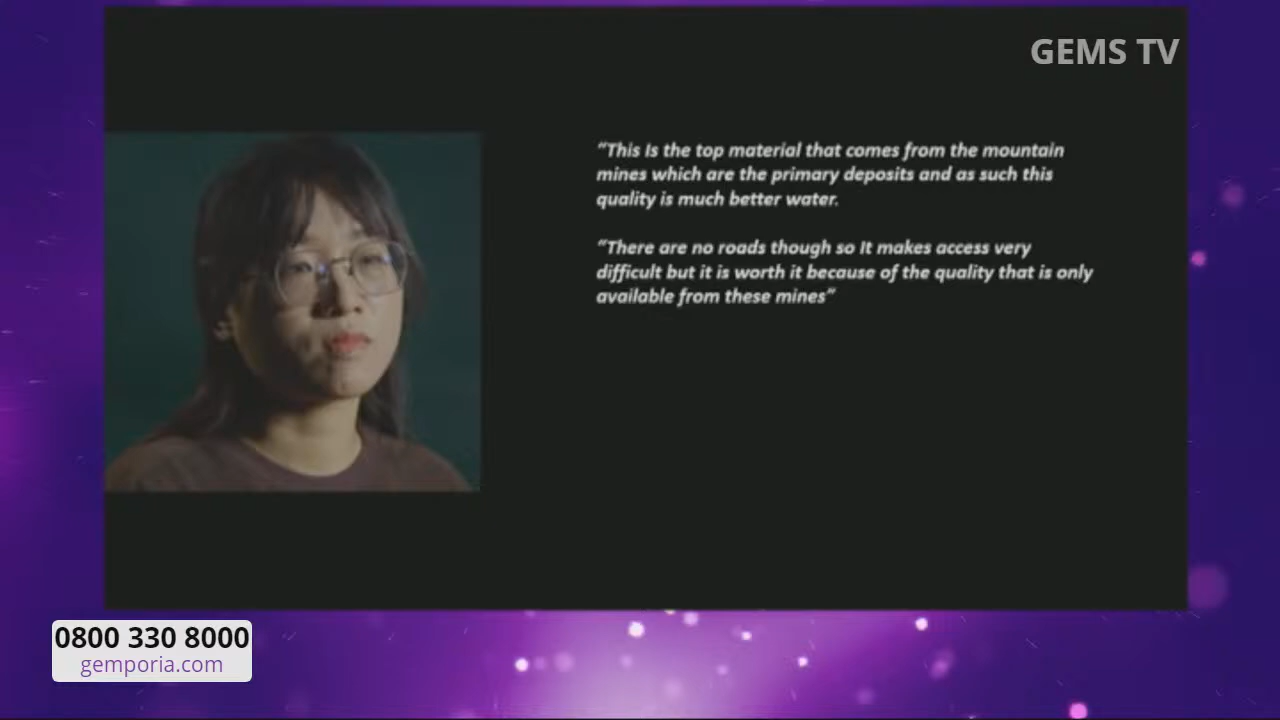 GEMS TV
“This Is the top material that comes from the mountain
mines which are the primary deposits and as such this
quality is much better water.
“There are no roads though so It makes access very
difficult but it is worth it because of the quality that is only
available from these mines”
0800 330 8000
gemporia.com